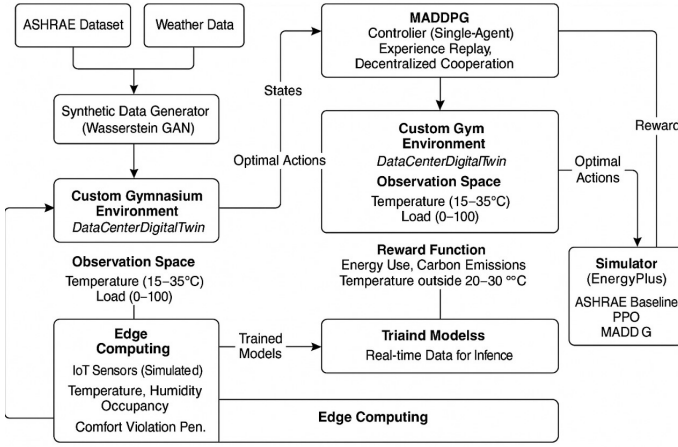 ASHRAE Dataset
Weather Data
Synthetic Data Generator
(Wasserstein GAN)
Custom Gymnasium
Environment
DataCenterDigitalTwin
Observation Space
Temperature (15–35°C)
Load (0–100)
Edge
Computing
IoT Sensors (Simulated)
Temperature, Humidity
Occupancy
Comfort Violation Pen.
States
Optimal Actions
Trained
Models
MADDPG
Controlier (Single-Agent)
Experience Replay,
Decentralized Cooperation
Custom Gym
Environment
DataCenterDigitalTwin
Observation Space
Temperature (15–35°C)
Load (0–100)
Reward Function
Energy Use, Carbon Emissions
Temperature outside 20–30 °°C
Triaind Modelss
Real-time Data for Infence
Edge Computing
Optimal
Actions
Reward
Simulator
(EnergyPlus)
ASHRAE Baseline
PPO
MADD G